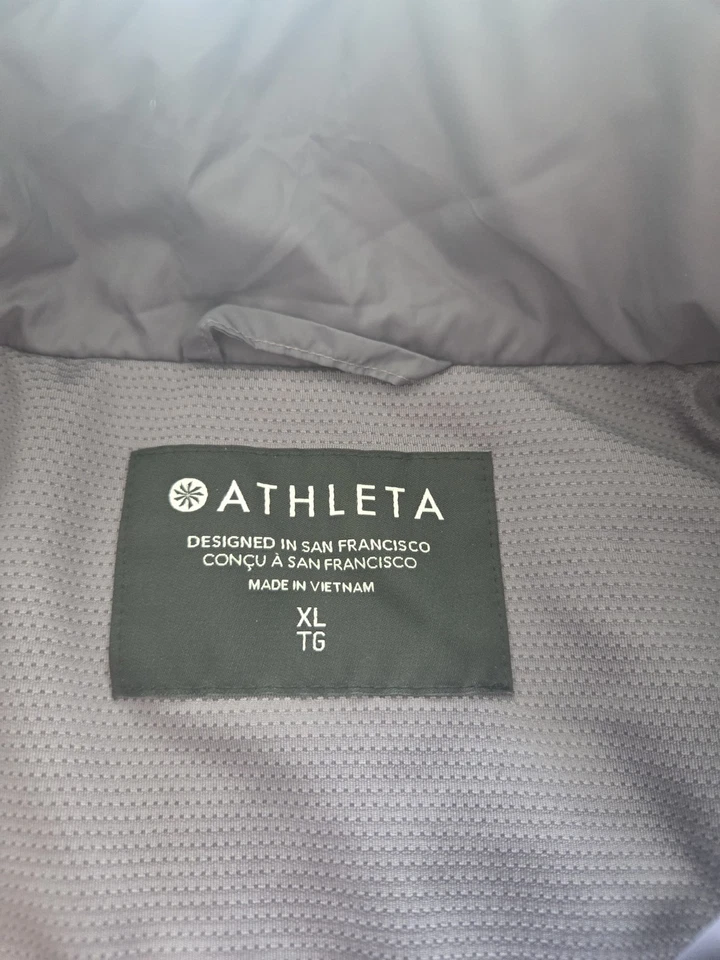 ATHLETA
DESIGNED IN SAN FRANCISCO
CONÇU À SAN FRANCISCO
MADE IN VIETNAM
XL
TG